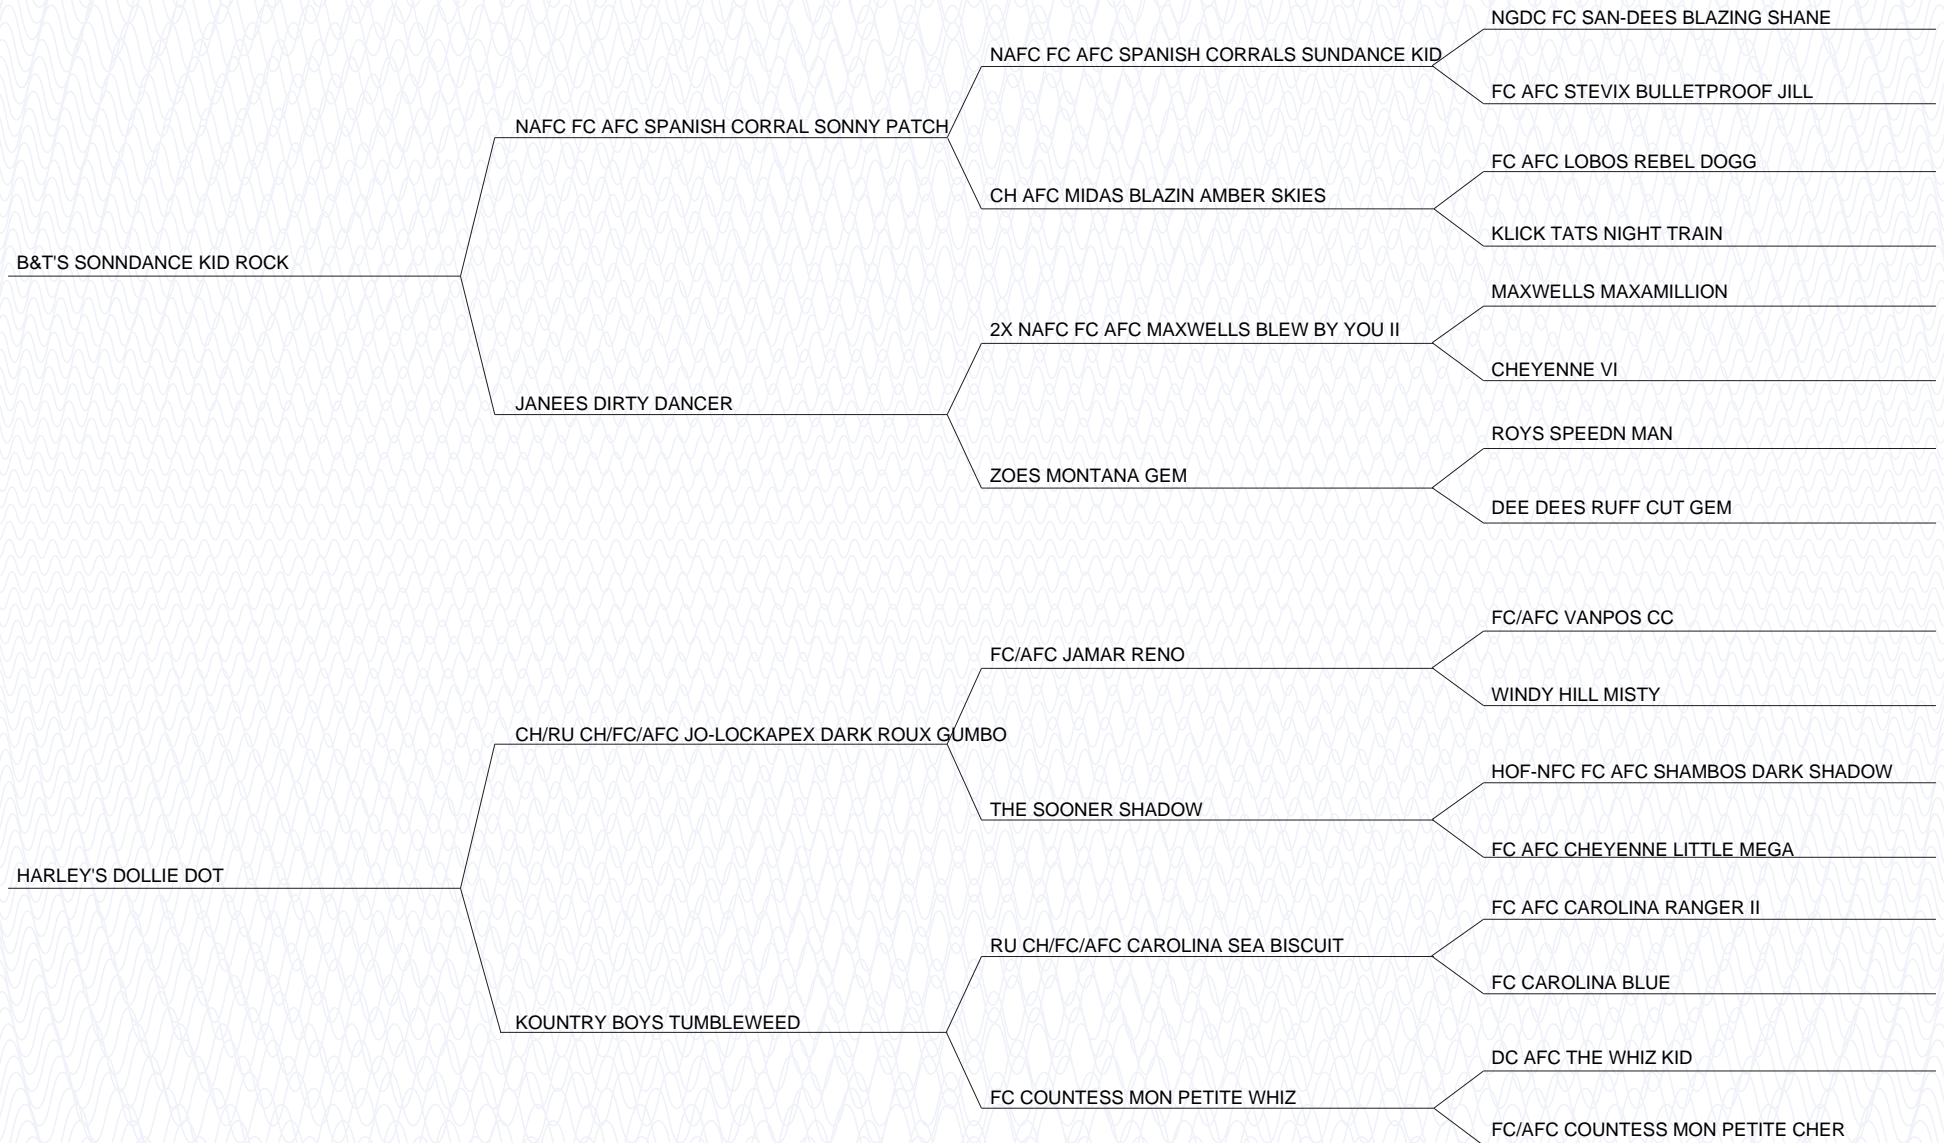 NGDC FC SAN-DEES BLAZING SHANE
NAFC FC AFC SPANISH CORRALS SUNDANCE KID
FC AFC STEVIX BULLETPROOF JILL
NAFC FC AFC SPANISH CORRAL SONNY PATCH
FC AFC LOBOS REBEL DOGG
CH AFC MIDAS BLAZIN AMBER SKIES
KLICK TATS NIGHT TRAIN
B&T'S SONNDANCE KID ROCK
MAXWELLS MAXAMILLION
2X NAFC FC AFC MAXWELLS BLEW BY YOU II
CHEYENNE VI
JANEES DIRTY DANCER
ROYS SPEEDN MAN
ZOES MONTANA GEM
DEE DEES RUFF CUT GEM
FC/AFC VANPOS CC
FC/AFC JAMAR RENO
WINDY HILL MISTY
CH/RU CH/FC/AFC JO-LOCKAPEX DARK ROUX GUMBO
HOF-NFC FC AFC SHAMBOS DARK SHADOW
THE SOONER SHADOW
FC AFC CHEYENNE LITTLE MEGA
HARLEY'S DOLLIE DOT
FC AFC CAROLINA RANGER II
RU CH/FC/AFC CAROLINA SEA BISCUIT
FC CAROLINA BLUE
KOUNTRY BOYS TUMBLEWEED
DC AFC THE WHIZ KID
FC COUNTESS MON PETITE WHIZ
FC/AFC COUNTESS MON PETITE CHER